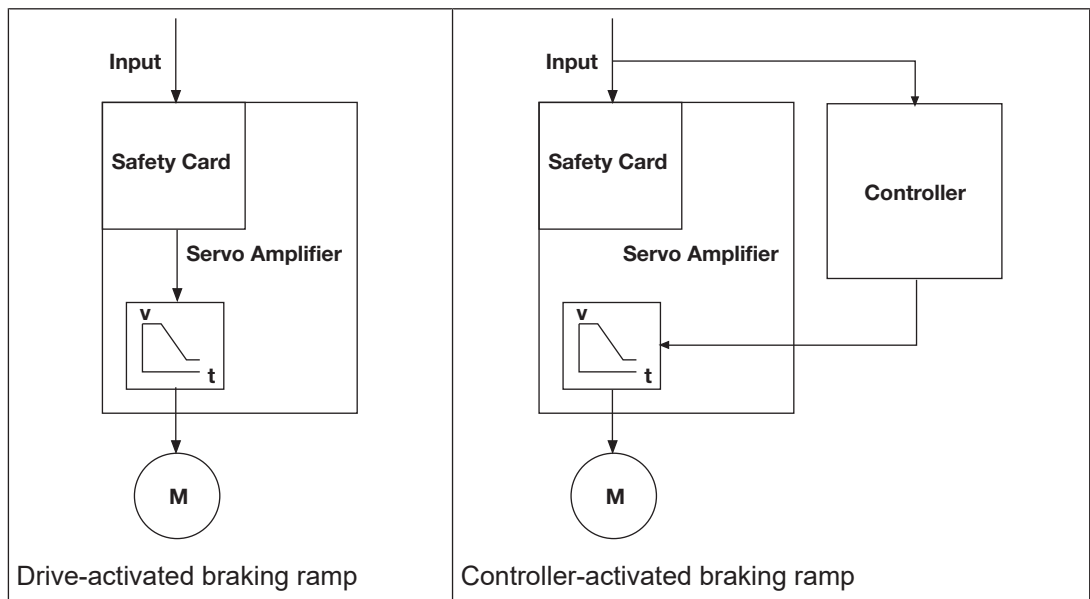 Input
Safety Card
Servo Amplifier
v
t
M
Drive-activated braking ramp
Input
Safety Card
Controller
Servo Amplifier
v
t
M
Controller-activated braking ramp